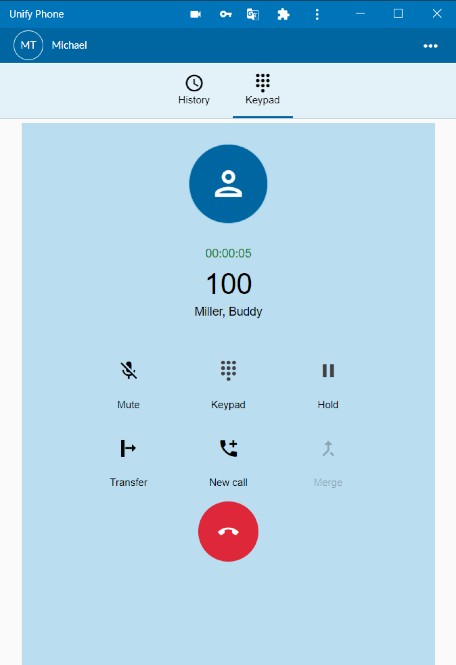 Unify Phone
MT Michael
History Keypad
00:00:05
100
Miller, Buddy
Mute Keypad Hold
Transfer New call Merge